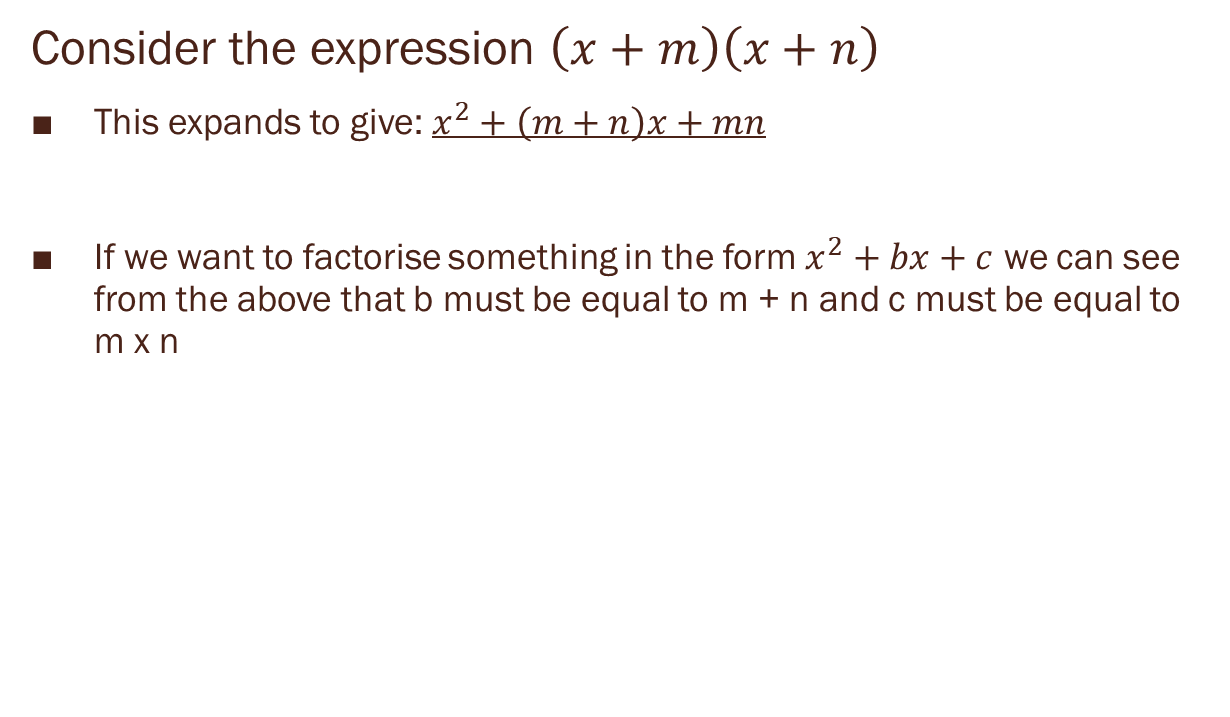 Consider the expression (𝑥 + 𝑚)(𝑥 + 𝑛)
■ This expands to give: 𝑥² + (𝑚 + 𝑛)𝑥 + 𝑚𝑛
■ If we want to factorise something in the form 𝑥² + 𝑏𝑥 + 𝑐 we can see
from the above that b must be equal to m + n and c must be equal to
m x n